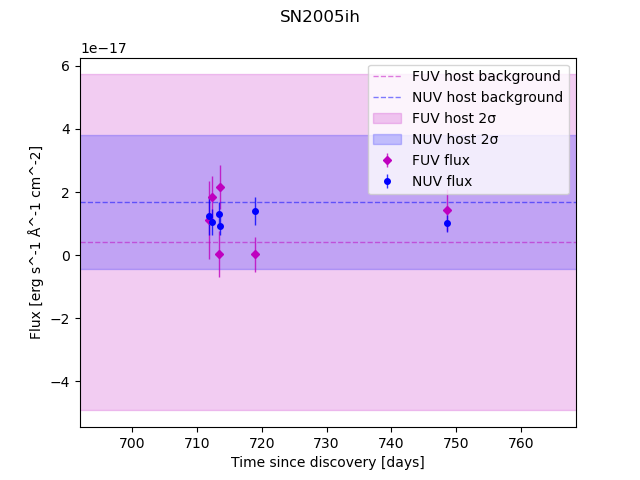 SN2005ih
1e−17
6
4
2
0
−2
−4
Flux [erg s^-1 Å^-1 cm^-2]
FUV host background
NUV host background
FUV host 2σ
NUV host 2σ
FUV flux
NUV flux
700 710 720 730 740 750 760
Time since discovery [days]